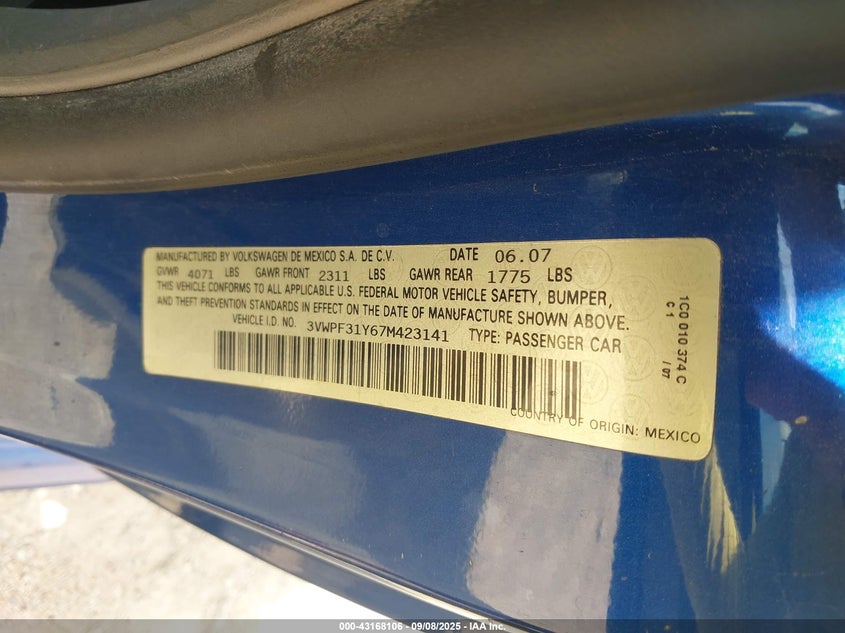 MANUFACTURED BY VOLKSWAGEN DE MEXICO S.A. DE C.V. DATE 06.07
GVWR 4071 LBS GAWR FRONT 2311 LBS GAWR REAR 1775 LBS
THIS VEHICLE CONFORMS TO ALL APPLICABLE U.S. FEDERAL MOTOR VEHICLE SAFETY, BUMPER,
AND THEFT PREVENTION STANDARDS IN EFFECT ON THE DATE OF MANUFACTURE SHOWN ABOVE.
VEHICLE I.D. NO. 3VWPF31Y67M423141 TYPE: PASSENGER CAR
COUNTRY OF ORIGIN: MEXICO
1C0 010 374 C
C 1 / 07
000-43168106 - 09/08/2025 - IAA Inc.